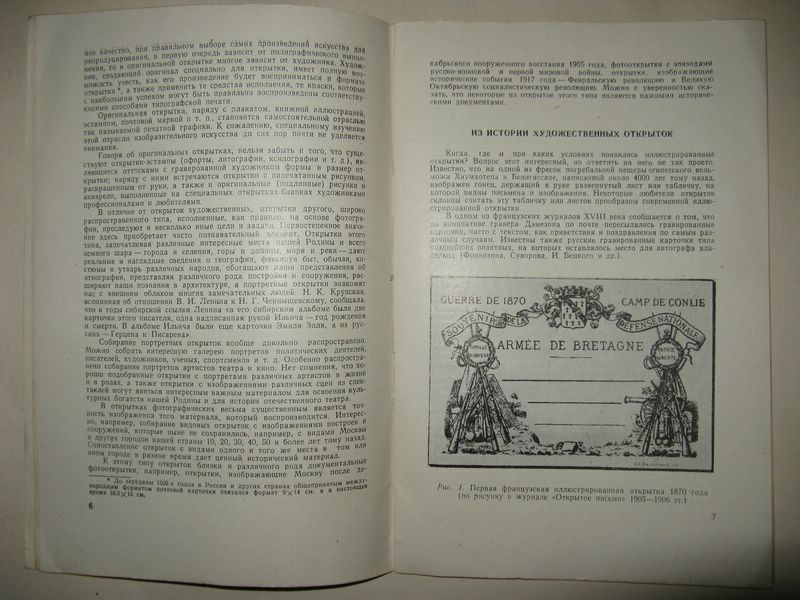 ное качество, при правильном выборе самих произведений искусства для
репродуцирования, в первую очередь зависит от полиграфического выпол-
нения, то в оригинальной открытке многое зависит от художника. Худож-
ник, создающий оригинал специально для открытки, имеет полную воз-
можность учесть, как его произведение будет восприниматься в формате
открытки*, а также применить те средства исполнения, те краски, которые
с наибольшим успехом могут быть правильно воспроизведены соответству-
ющими способами типографской печати.
Оригинальная открытка, наряду с плакатом, книжной иллюстрацией,
эстампом, почтовой маркой и т. п., становится самостоятельной отраслью
так называемой печатной графики. К сожалению, специальному изучению
этой отрасли изобразительного искусства до сих пор почти не уделяется
внимания.
Говоря об оригинальных открытках, нельзя забыть и того, что суще-
ствуют открытки-эстампы (офорты, литографии, ксилографии и т. д.), яв-
ляющиеся оттисками с гравированной художником формы в размер от-
крытки; наряду с ними встречаются открытки с напечатанным рисунком,
раскрашенным от руки, а также и оригинальные (подлинные) рисунки и
акварели, выполненные на специальных открытках-бланках художниками
профессионалами и любителями.
В отличие от открыток художественных, открытки другого, широко
распространенного типа, исполненные, как правило, на основе фотогра-
фии, преследуют и несколько иные цели и задачи. Первостепенное значе-
ние здесь приобретает чисто познавательный элемент. Открытки этого
типа, запечатлевая различные интересные места нашей Родины и всего
земного шара — города и селения, горы и долины, моря и реки — дают
реальные и наглядные сведения о географии, фиксируя быт, обычаи, ко-
стюмы и утварь различных народов, обогащают наши представления об
этнографии, представляя различного рода постройки и сооружения, рас-
ширяют наши познания в архитектуре, а портретные открытки знакомят
нас с внешним обликом многих замечательных людей. Н. К. Крупская,
вспоминая об отношении В. И. Ленина к Н. Г. Чернышевскому, сообщала,
что в годы сибирской ссылки Ленина «в его сибирском альбоме были две
карточки этого писателя, одна надписанная рукой Ильича — год рождения
и смерти. В альбоме Ильича были еще карточки Эмиля Золя, а из рус-
ских — Герцена и Писарева».
Собирание портретных открыток вообще довольно распространено.
Можно собрать интересную галерею портретов политических деятелей,
писателей, художников, ученых, спортсменов и т. д. Особенно распростра-
нено собирание портретов артистов театра и кино. Нет сомнения, что хо-
рошо подобранные открытки с портретами различных артистов в жизни
и в ролях, а также открытки с изображениями различных сцен из спек-
таклей могут явиться интересным важным материалом для освоения куль-
турных богатств нашей Родины и для истории отечественного театра.
В открытках фотографических весьма существенным является точ-
ность изображения того материала, который воспроизводится. Интерес-
но, например, собирание видовых открыток с изображениями построек и
сооружений, которые ныне не сохранились, например, с видами Москвы
и других городов нашей страны 10, 20, 30, 40, 50 и более лет тому назад.
Сопоставление открыток с видами одного и того же места в том или
ином городе в разное время дает ценный исторический материал.
К этому типу открыток близки и различного рода документальные
фотооткрытки, например, открытки, изображающие Москву после де-
* До середины 1920-х годов в России и других странах общепринятым между-
народным форматом почтовой карточки считался формат 9×14 см, а в настоящее
время 10,5×15 см.
6
кабрьского вооруженного восстания 1905 года, фотооткрытки с эпизодами
русско-японской и первой мировой войны, открытки, изображающие
исторические события 1917 года — Февральскую революцию и Великую
Октябрьскую социалистическую революцию. Можно с уверенностью ска-
зать, что некоторые из открыток этого типа являются важными историче-
скими документами.
ИЗ ИСТОРИИ ХУДОЖЕСТВЕННЫХ ОТКРЫТОК
Когда, где и при каких условиях появились иллюстрированные
открытки? Вопрос этот интересный, но ответить на него не так просто.
Известно, что на одной из фресок погребальной пещеры египетского вель-
можи Хнумхотепа в Бенигассане, написанной около 4000 лет тому назад,
изображен гонец, держащий в руке развернутый лист или табличку, на
которой видны письмена и изображения. Некоторые любители открыток
склонны считать эту табличку или листок прообразом современной иллю-
стрированной открытки.
В одном из французских журналов XVIII века сообщается о том, что
по инициативе гравера Дэмезона по почте пересылались гравированные
карточки, часто с текстом, как приветствия и поздравления по самым раз-
личным случаям. Известны также русские гравированные карточки типа
позднейших визитных, на которых оставлялось место для автографа вла-
дельца (Фонвизина, Суворова, И. Бецкого и др.).
GUERRE DE 1870 CAMP DE CONLIE
SOUVENIR DE LA DEFENSE NATIONALE
ARMÉE DE BRETAGNE
Рис. 1. Первая французская иллюстрированная открытка 1870 года
(по рисунку в журнале «Открытое письмо» 1905—1906 гг.)
7